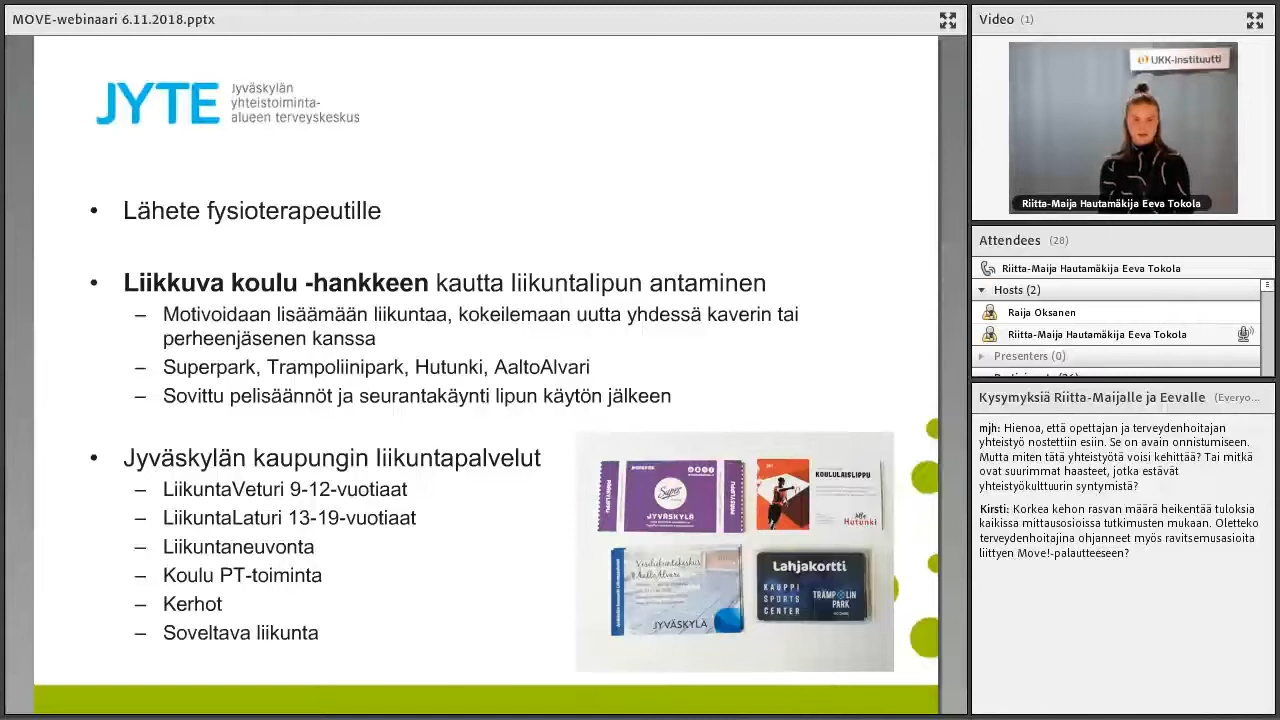 MOVE-webinaari 6.11.2018.pptx
JYTE
Jyväskylän
yhteistoiminta-
alueen terveyskeskus
• Lähete fysioterapeutille
• Liikkuva koulu -hankkeen kautta liikuntalipun antaminen
– Motivoidaan lisäämään liikuntaa, kokeilemaan uutta yhdessä kaverin tai
perheenjäsenen kanssa
– Superpark, Trampoliinipark, Hutunki, AaltoAlvari
– Sovittu pelisäännöt ja seurantakäynti lipun käytön jälkeen
• Jyväskylän kaupungin liikuntapalvelut
– LiikuntaVeturi 9-12-vuotiaat
– LiikuntaLaturi 13-19-vuotiaat
– Liikuntaneuvonta
– Koulu PT-toiminta
– Kerhot
– Soveltava liikunta
Super
JYVÄSKYLÄ
PÄÄSYLIPPU
KOULULAISLIPPU
Hutunki
AaltoAlvari
JYVÄSKYLÄ
Lahjakortti
KAUPPI
SPORTS
CENTER
TRAMPOLIN
PARK
Video (1)
UKK-instituutti
Riitta-Maija Hautamäkija Eeva Tokola
Attendees (28)
Riitta-Maija Hautamäkija Eeva Tokola
Hosts (2)
Raija Oksanen
Riitta-Maija Hautamäkija Eeva Tokola
Presenters (0)
Kysymyksiä Riitta-Maijalle ja Eevalle (Everyo...
mjh: Hienoa, että opettajan ja terveydenhoitajan
yhteistyö nostettiin esiin. Se on avain onnistumiseen.
Mutta miten tätä yhteistyötä voisi kehittää? Tai mitkä
ovat suurimmat haasteet, jotka estävät
yhteistyökulttuurin syntymistä?
Kirsti: Korkea kehon rasvan määrä heikentää tuloksia
kaikissa mittausosioissa tutkimusten mukaan. Oletteko
terveydenhoitajina ohjanneet myös ravitsemusasioita
liittyen Move!-palautteeseen?